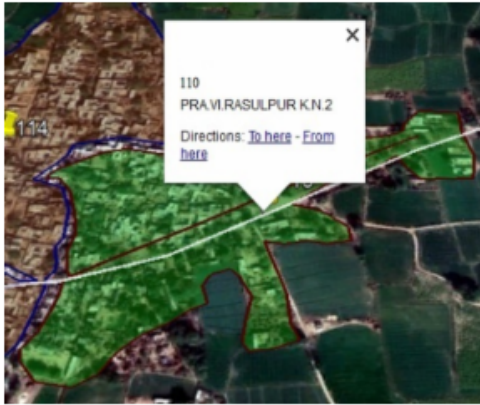 110
PRA.VI.RASULPUR K.N.2
Directions: To here - From
here
114